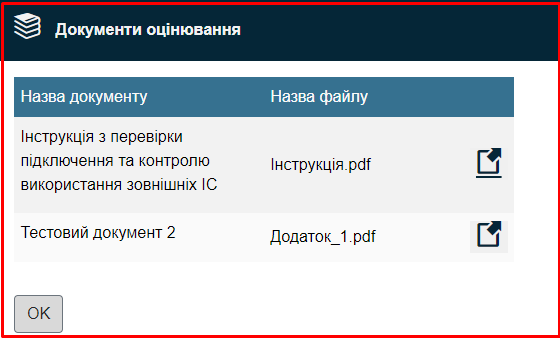 Документи оцінювання
Назва документу Назва файлу
Інструкція з перевірки
підключення та контролю
використання зовнішніх ІС
Інструкція.pdf
Тестовий документ 2 Додаток_1.pdf
OK